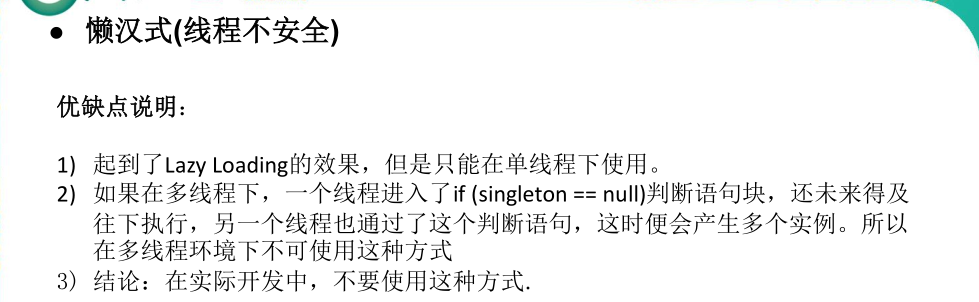 • 懒汉式(线程不安全)
优缺点说明：
1) 起到了Lazy Loading的效果，但是只能在单线程下使用。
2) 如果在多线程下，一个线程进入了if (singleton == null)判断语句块，还未来得及
往下执行，另一个线程也通过了这个判断语句，这时便会产生多个实例。所以
在多线程环境下不可使用这种方式
3) 结论：在实际开发中，不要使用这种方式.